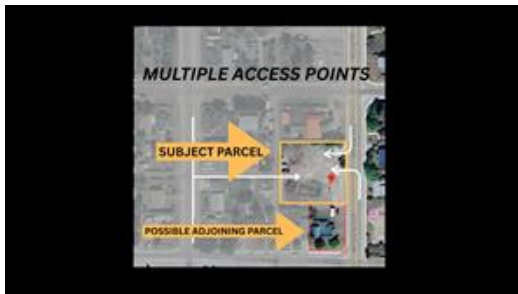 MULTIPLE ACCESS POINTS
SUBJECT PARCEL
POSSIBLE ADJOINING PARCEL